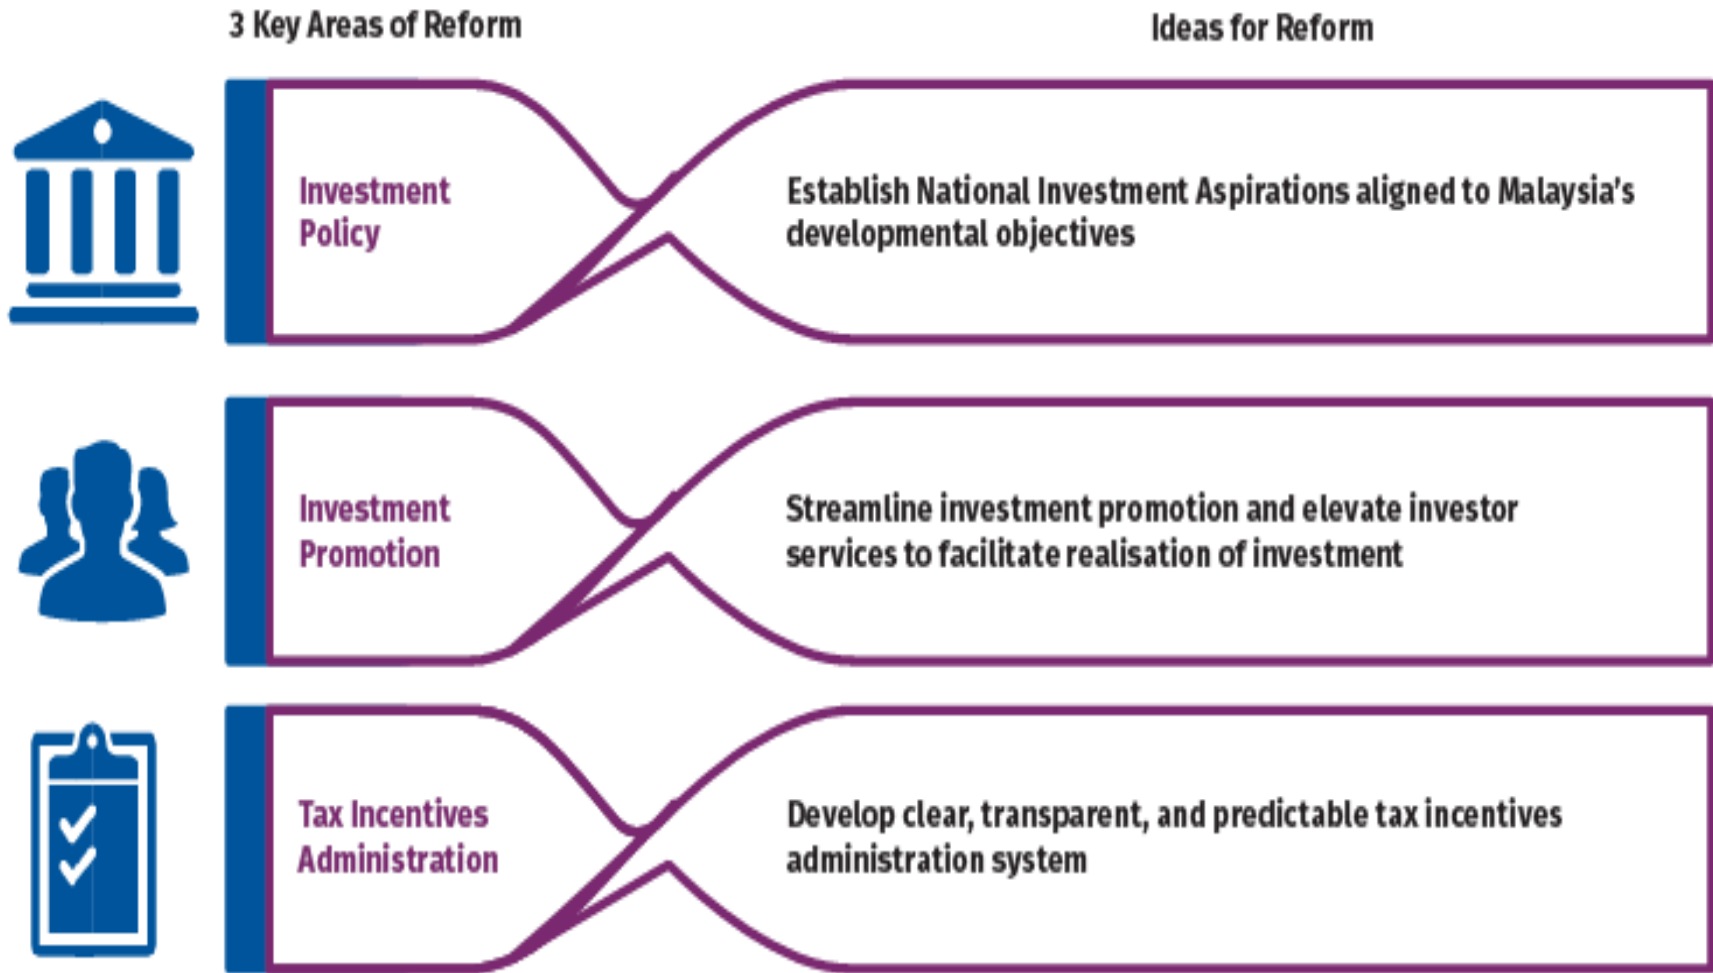 3 Key Areas of Reform
Ideas for Reform
Investment
Policy
Establish National Investment Aspirations aligned to Malaysia's
developmental objectives
Investment
Promotion
Streamline investment promotion and elevate investor
services to facilitate realisation of investment
Tax Incentives
Administration
Develop clear, transparent, and predictable tax incentives
administration system